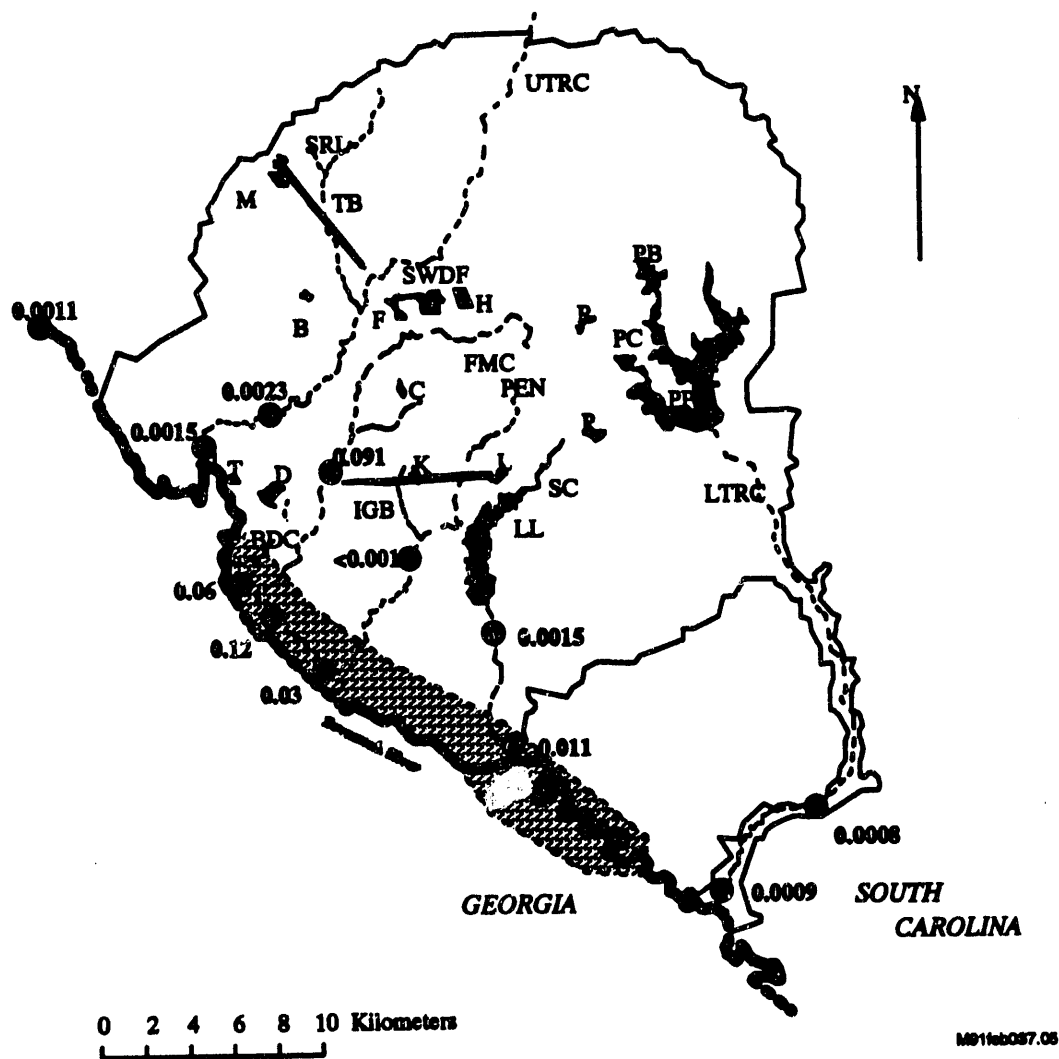 UTRC
N
SRL
M
TB
PB
SWDF
0.0011
B
F
H
PC
FMC
0.0023
C
PEN
0.0015
0.091
T
D
K
IGB
SC
LTRC
LL
0.06
0.0015
0.12
0.03
0.011
0.0008
0.0009
GEORGIA
SOUTH
CAROLINA
0 2 4 6 8 10 Kilometers